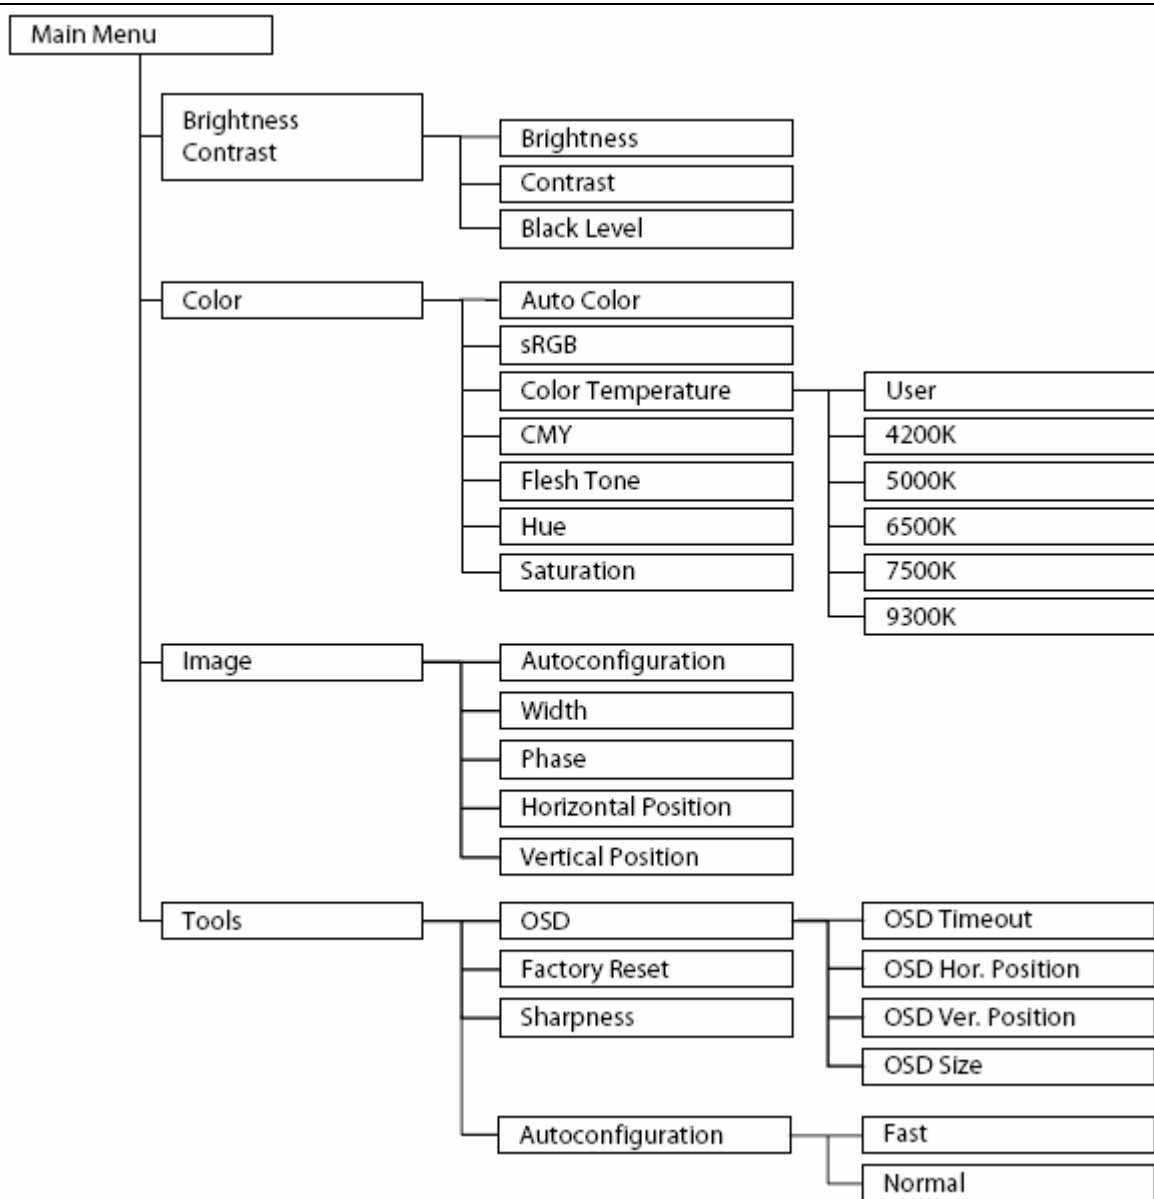 Main Menu
Brightness
Contrast
Brightness
Contrast
Black Level
Color
Auto Color
sRGB
Color Temperature
User
4200K
5000K
6500K
7500K
9300K
CMY
Flesh Tone
Hue
Saturation
Image
Autoconfiguration
Width
Phase
Horizontal Position
Vertical Position
Tools
OSD
OSD Timeout
OSD Hor. Position
OSD Ver. Position
OSD Size
Factory Reset
Sharpness
Autoconfiguration
Fast
Normal